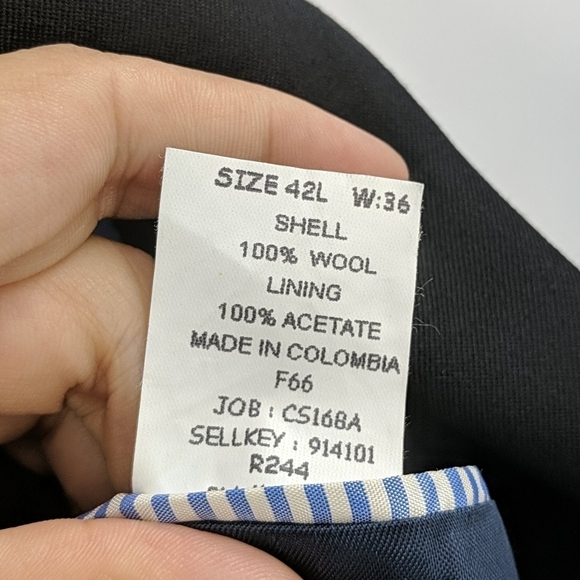 SIZE 42L W:36
SHELL
100% WOOL
LINING
100% ACETATE
MADE IN COLOMBIA
F66
JOB : CS168A
SELLKEY : 914101
R244